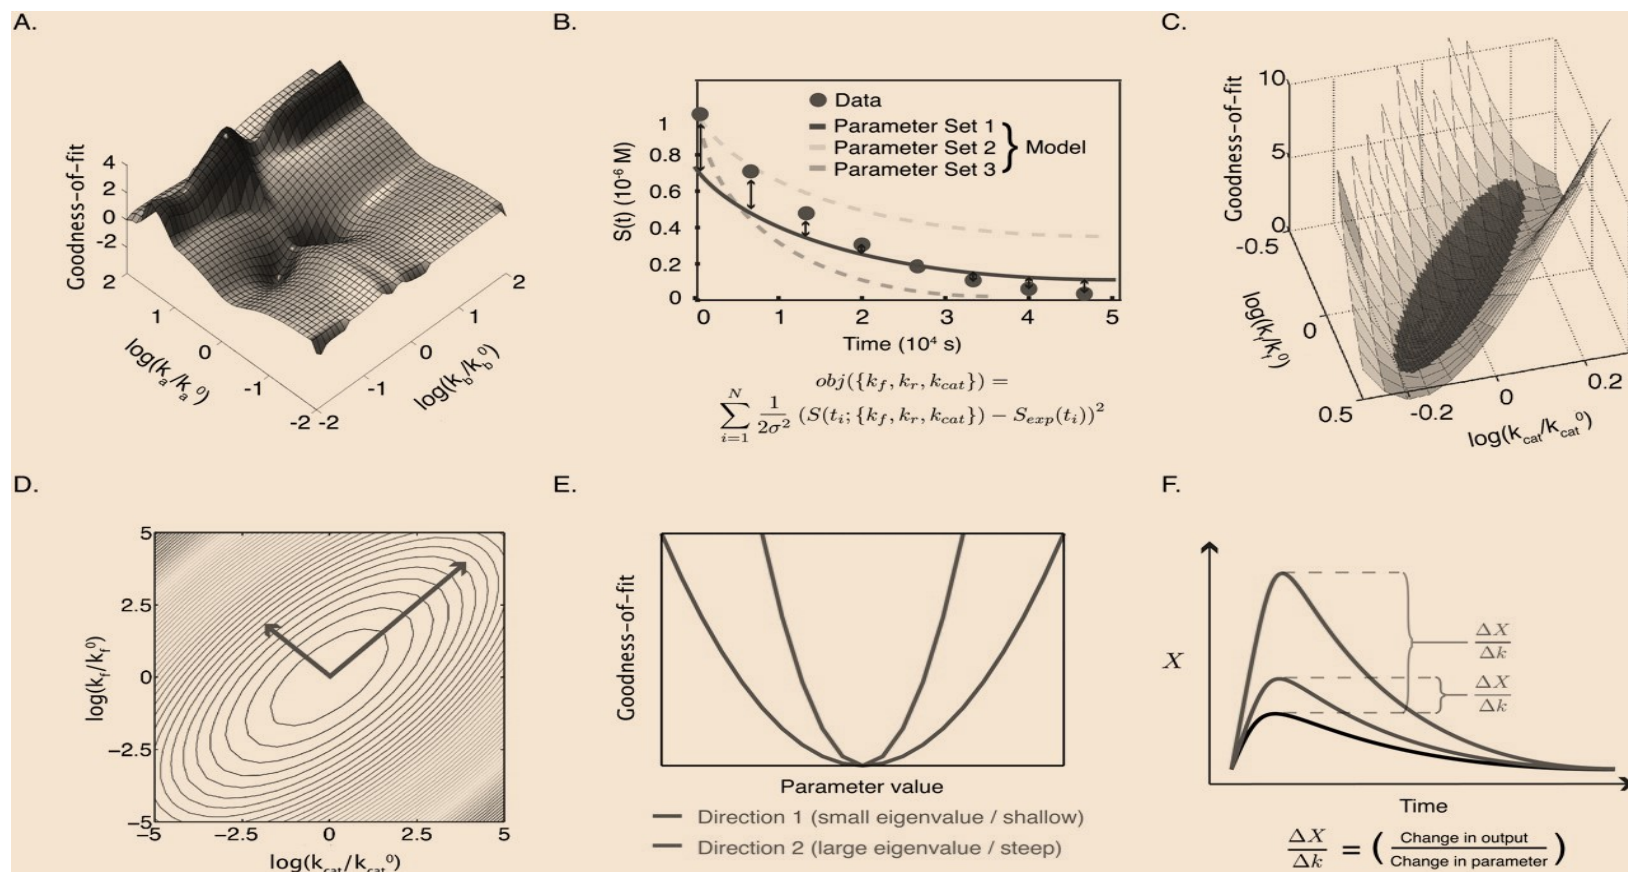 A.
Goodness-of-fit
4
2
0
-2
2
1
0
-1
-2
log(k_a/k_a^0)
-2
-1
0
1
2
log(k_b/k_b^0)
B.
S(t) (10^-6 M)
1
0.8
0.6
0.4
0.2
0
Data
Parameter Set 1
Parameter Set 2
Parameter Set 3
Model
0 1 2 3 4 5
Time (10^4 s)
obj({k_f, k_r, k_cat}) =
\sum_{i=1}^{N} \frac{1}{2σ^2} (S(t_i; {k_f, k_r, k_cat}) − S_exp(t_i))^2
C.
Goodness-of-fit
10
5
0
-0.5
0
0.5
log(k_f/k_f^0)
-0.2
0
0.2
log(k_cat/k_cat^0)
D.
log(k_f/k_f^0)
5
2.5
0
−2.5
−5
−5 −2.5 0 2.5 5
log(k_cat/k_cat^0)
E.
Goodness-of-fit
Parameter value
Direction 1 (small eigenvalue / shallow)
Direction 2 (large eigenvalue / steep)
F.
X
ΔX
Δk
ΔX
Δk
Time
ΔX/Δk = (Change in output/Change in parameter)